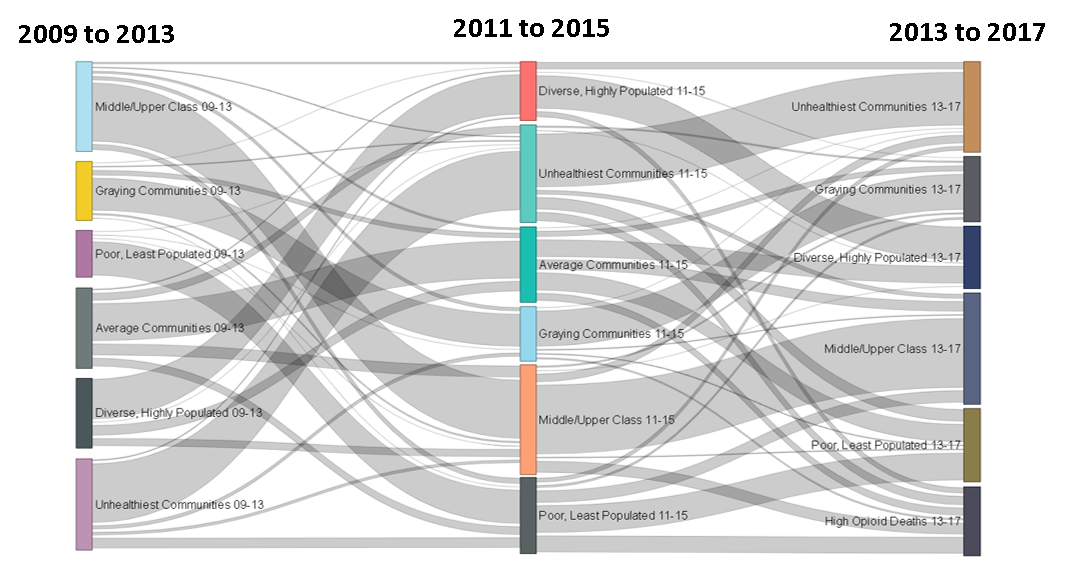 2009 to 2013
2011 to 2015
2013 to 2017
Middle/Upper Class 09-13
Graying Communities 09-13
Poor, Least Populated 09-13
Average Communities 09-13
Diverse, Highly Populated 09-13
Unhealthiest Communities 09-13
Diverse, Highly Populated 11-15
Unhealthiest Communities 11-15
Average Communities 11-15
Graying Communities 11-15
Middle/Upper Class 11-15
Poor, Least Populated 11-15
Unhealthiest Communities 13-17
Graying Communities 13-17
Diverse, Highly Populated 13-17
Middle/Upper Class 13-17
Poor, Least Populated 13-17
High Opioid Deaths 13-17